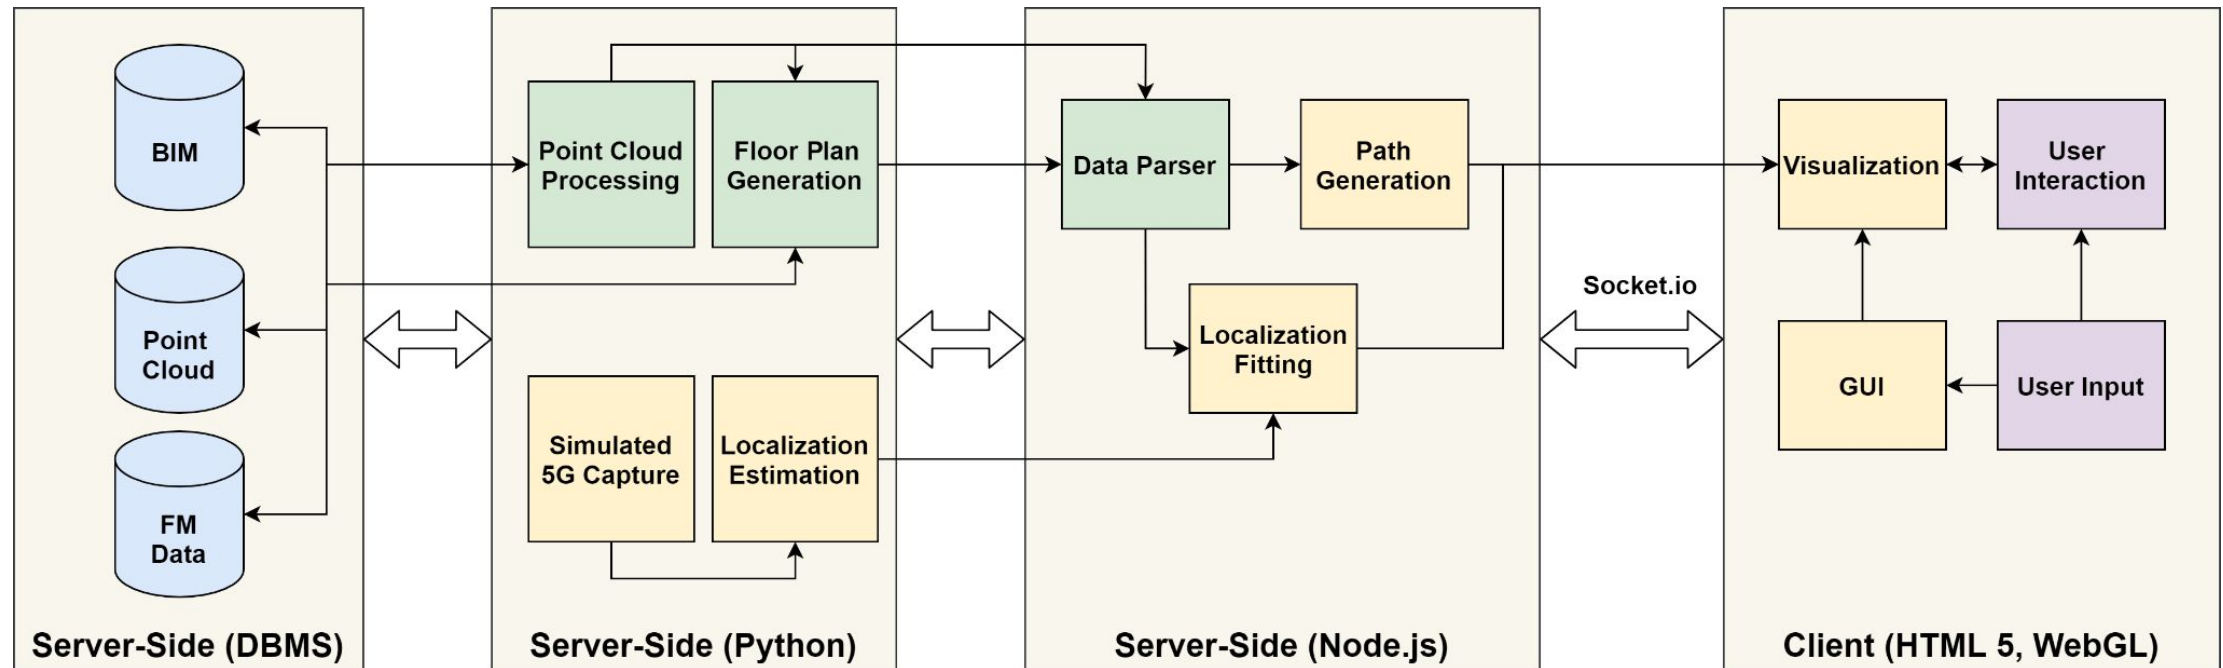 BIM
Point
Cloud
FM
Data
Server-Side (DBMS)
Point Cloud
Processing
Floor Plan
Generation
Simulated
5G Capture
Localization
Estimation
Server-Side (Python)
Data Parser
Path
Generation
Localization
Fitting
Server-Side (Node.js)
Socket.io
Visualization
User
Interaction
GUI
User Input
Client (HTML 5, WebGL)